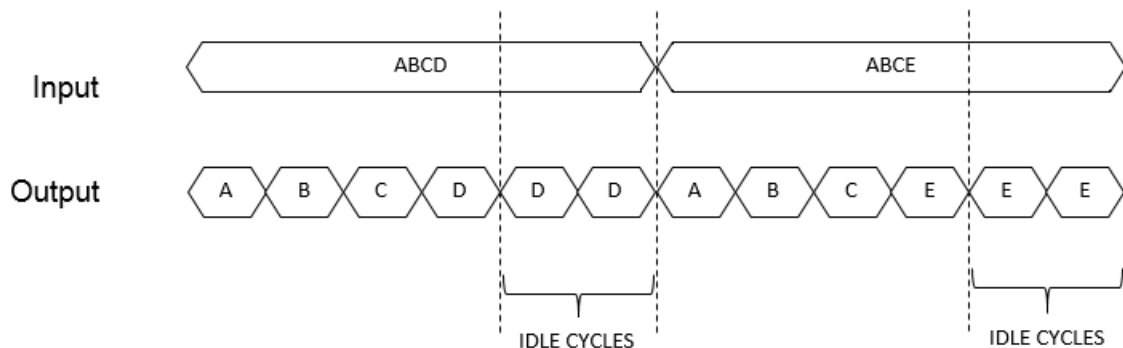 ABCD ABCE
Input
Output A B C D D D A B C E E E
IDLE CYCLES IDLE CYCLES